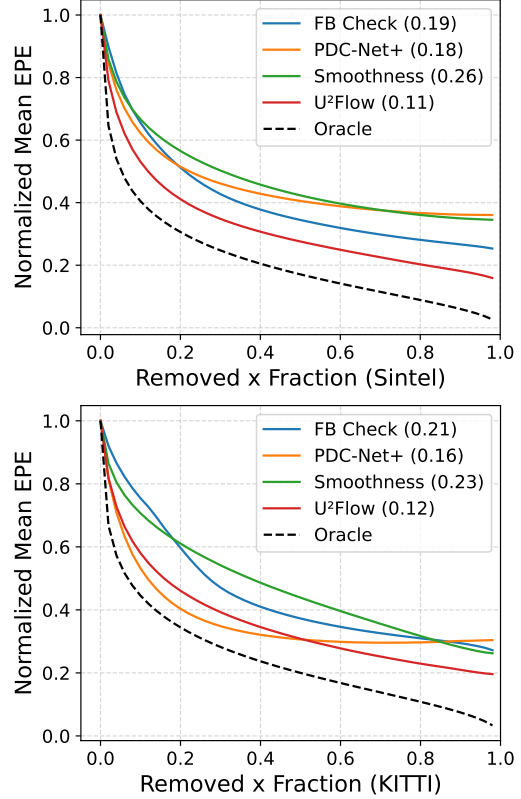 1.0
0.8
0.6
0.4
0.2
0.0
Normalized Mean EPE
FB Check (0.19)
PDC-Net+ (0.18)
Smoothness (0.26)
U²Flow (0.11)
Oracle
0.0 0.2 0.4 0.6 0.8 1.0
Removed x Fraction (Sintel)
1.0
0.8
0.6
0.4
0.2
0.0
Normalized Mean EPE
FB Check (0.21)
PDC-Net+ (0.16)
Smoothness (0.23)
U²Flow (0.12)
Oracle
0.0 0.2 0.4 0.6 0.8 1.0
Removed x Fraction (KITTI)